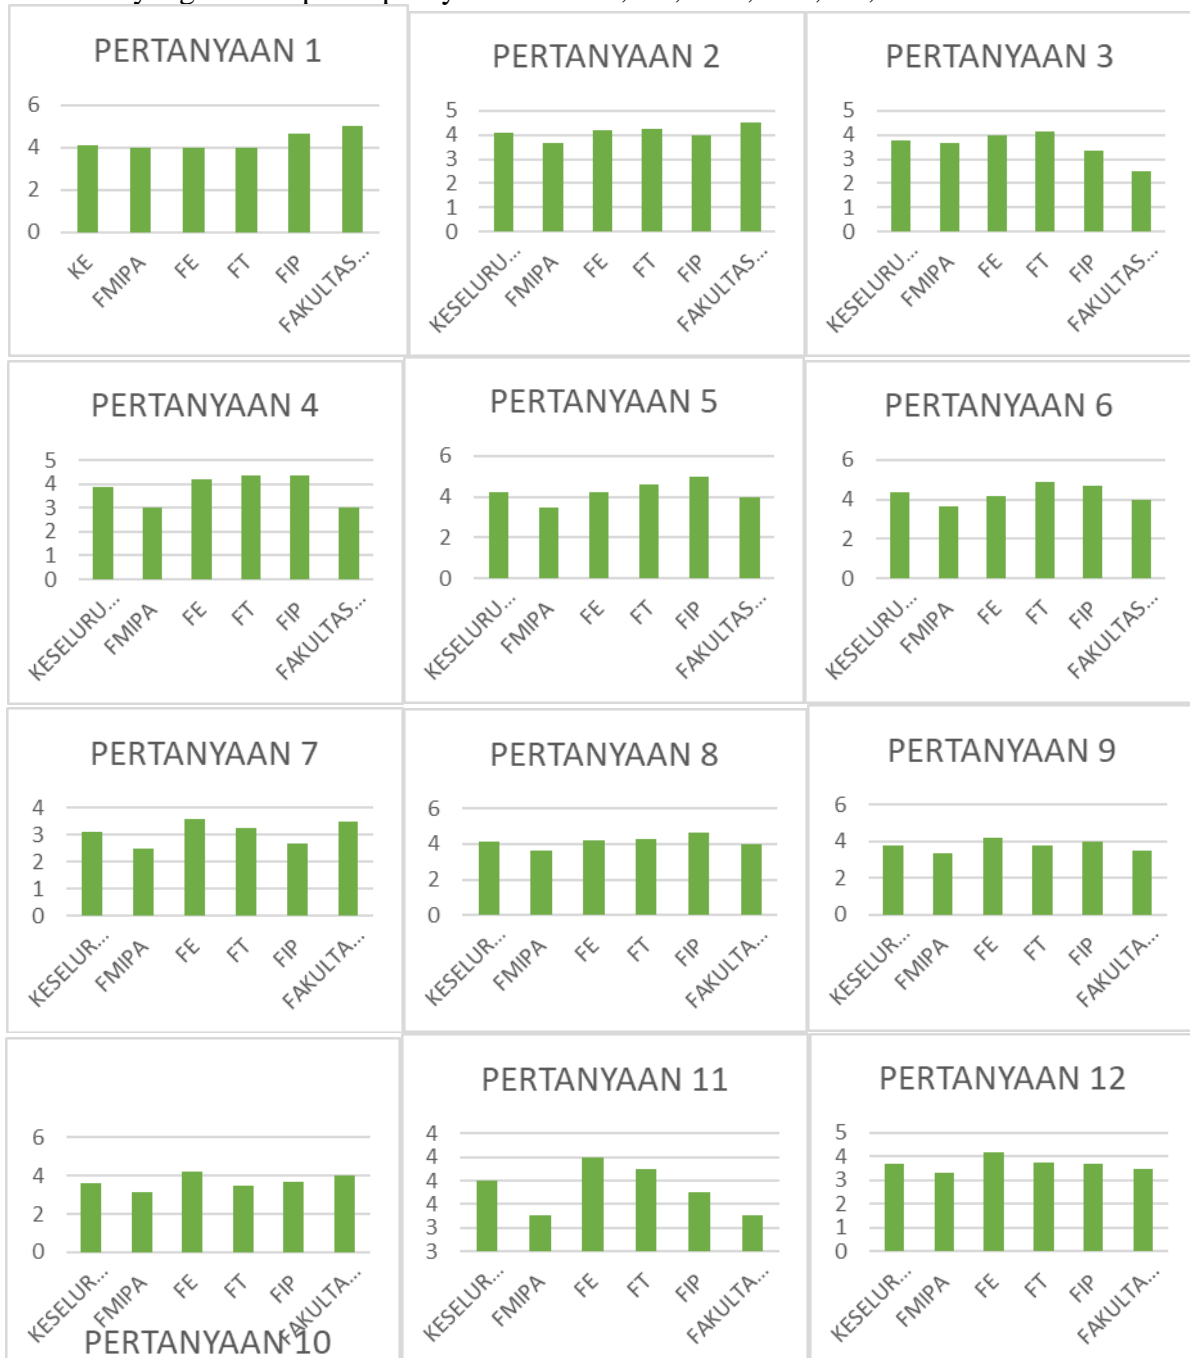 PERTANYAAN 1
6
4
2
0
KE
FMIPA
FE
FT
FIP
FAKULTAS...
PERTANYAAN 2
5
4
3
2
1
0
KESELURU...
FMIPA
FE
FT
FIP
FAKULTAS...
PERTANYAAN 3
5
4
3
2
1
0
KESELURU...
FMIPA
FE
FT
FIP
FAKULTAS...
PERTANYAAN 4
5
4
3
2
1
0
KESELURU...
FMIPA
FE
FT
FIP
FAKULTAS...
PERTANYAAN 5
6
4
2
0
KESELURU...
FMIPA
FE
FT
FIP
FAKULTAS...
PERTANYAAN 6
6
4
2
0
KESELURU...
FMIPA
FE
FT
FIP
FAKULTAS...
PERTANYAAN 7
4
3
2
1
0
KESELUR...
FMIPA
FE
FT
FIP
FAKULTA...
PERTANYAAN 8
6
4
2
0
KESELUR...
FMIPA
FE
FT
FIP
FAKULTA...
PERTANYAAN 9
6
4
2
0
KESELUR...
FMIPA
FE
FT
FIP
FAKULTA...
6
4
2
0
KESELUR...
FMIPA
FE
FT
FIP
FAKULTA...
PERTANYAAN 10
PERTANYAAN 11
4
4
4
4
3
3
KESELUR...
FMIPA
FE
FT
FIP
FAKULTA...
PERTANYAAN 12
5
4
3
2
1
0
KESELUR...
FMIPA
FE
FT
FIP
FAKULTA...